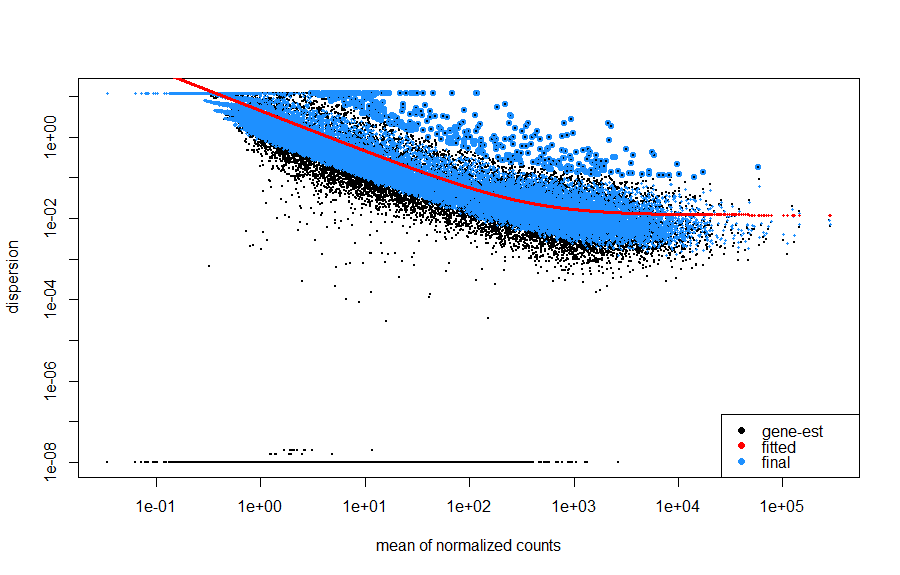 dispersion
1e+00
1e-02
1e-04
1e-06
1e-08
gene-est
fitted
final
1e-01
1e+00
1e+01
1e+02
1e+03
1e+04
1e+05
mean of normalized counts